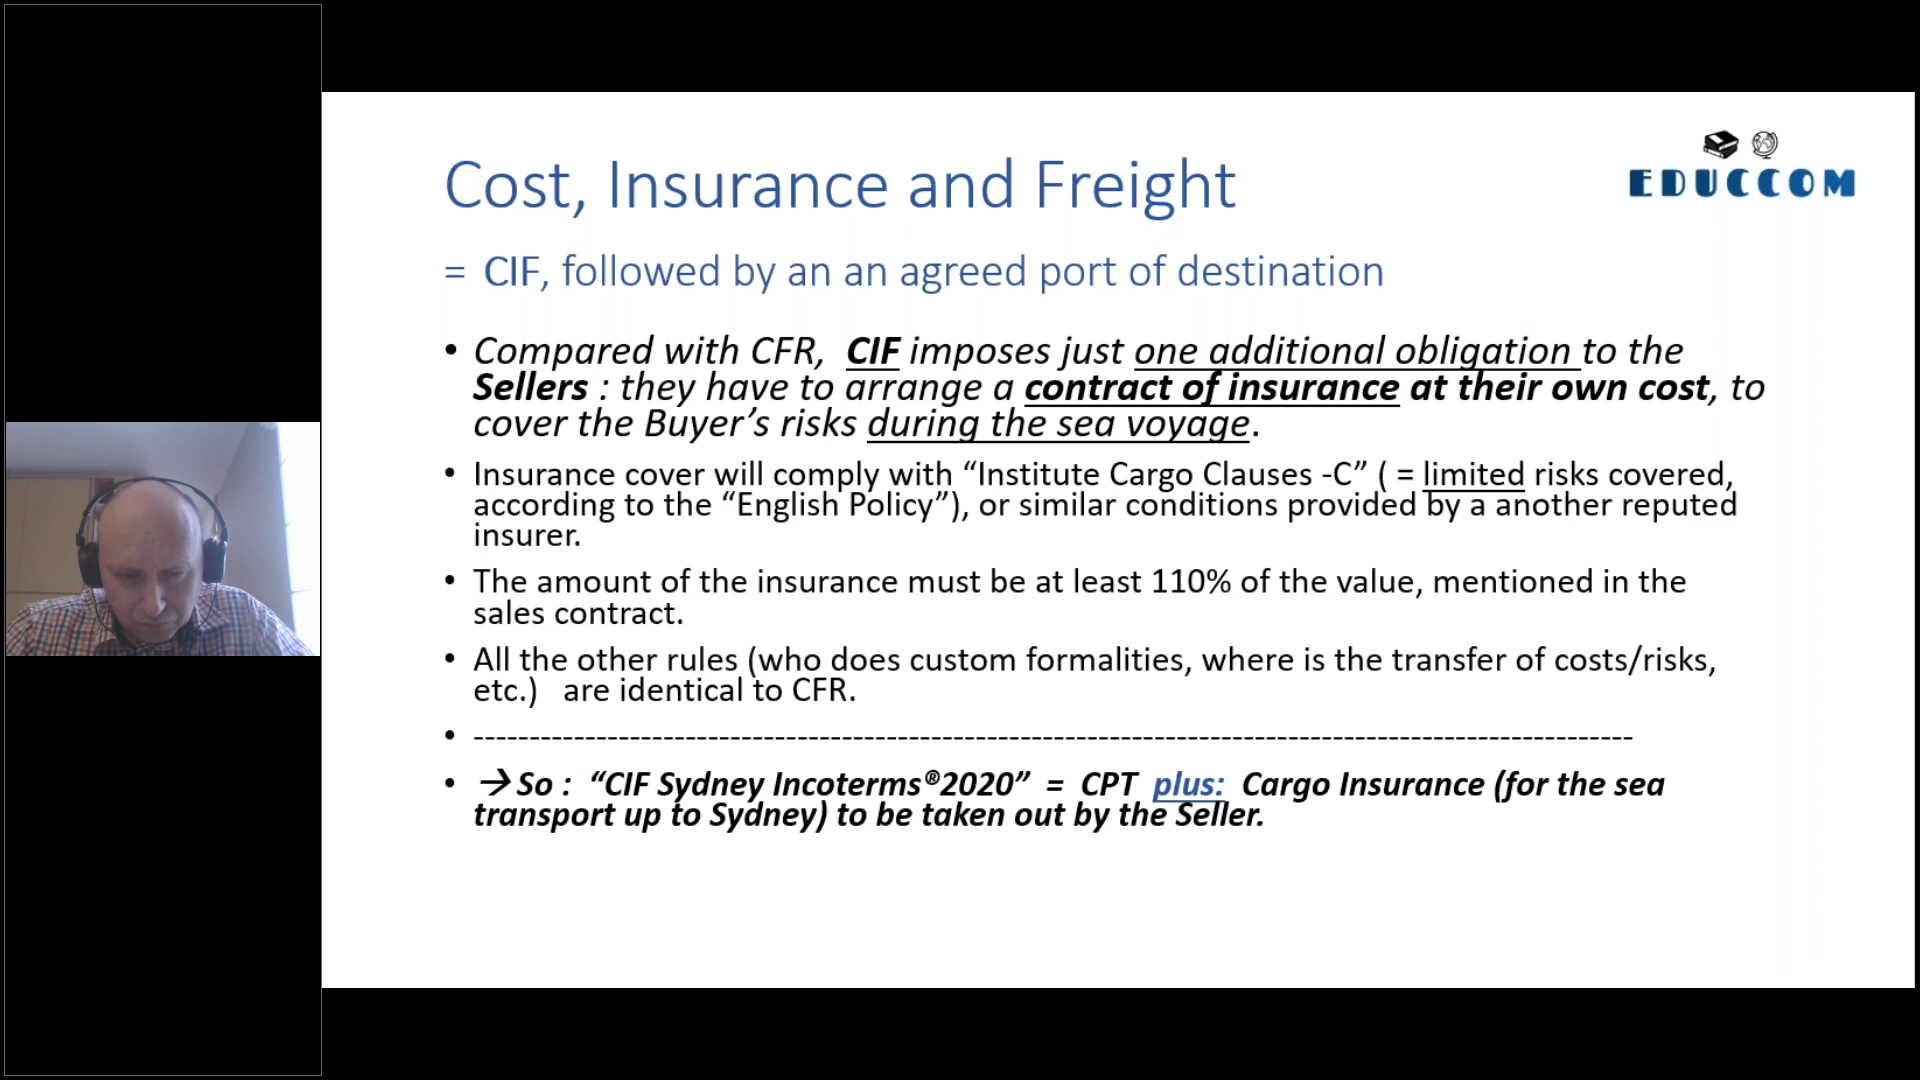 EDUCCOM
Cost, Insurance and Freight
= CIF, followed by an an agreed port of destination
• Compared with CFR, CIF imposes just one additional obligation to the
Sellers : they have to arrange a contract of insurance at their own cost, to
cover the Buyer’s risks during the sea voyage.
• Insurance cover will comply with “Institute Cargo Clauses -C” ( = limited risks covered,
according to the “English Policy”), or similar conditions provided by a another reputed
insurer.
• The amount of the insurance must be at least 110% of the value, mentioned in the
sales contract.
• All the other rules (who does custom formalities, where is the transfer of costs/risks,
etc.) are identical to CFR.
• --------------------------------------------------------------------------------------------------------
• → So : “CIF Sydney Incoterms®2020” = CPT plus: Cargo Insurance (for the sea
transport up to Sydney) to be taken out by the Seller.